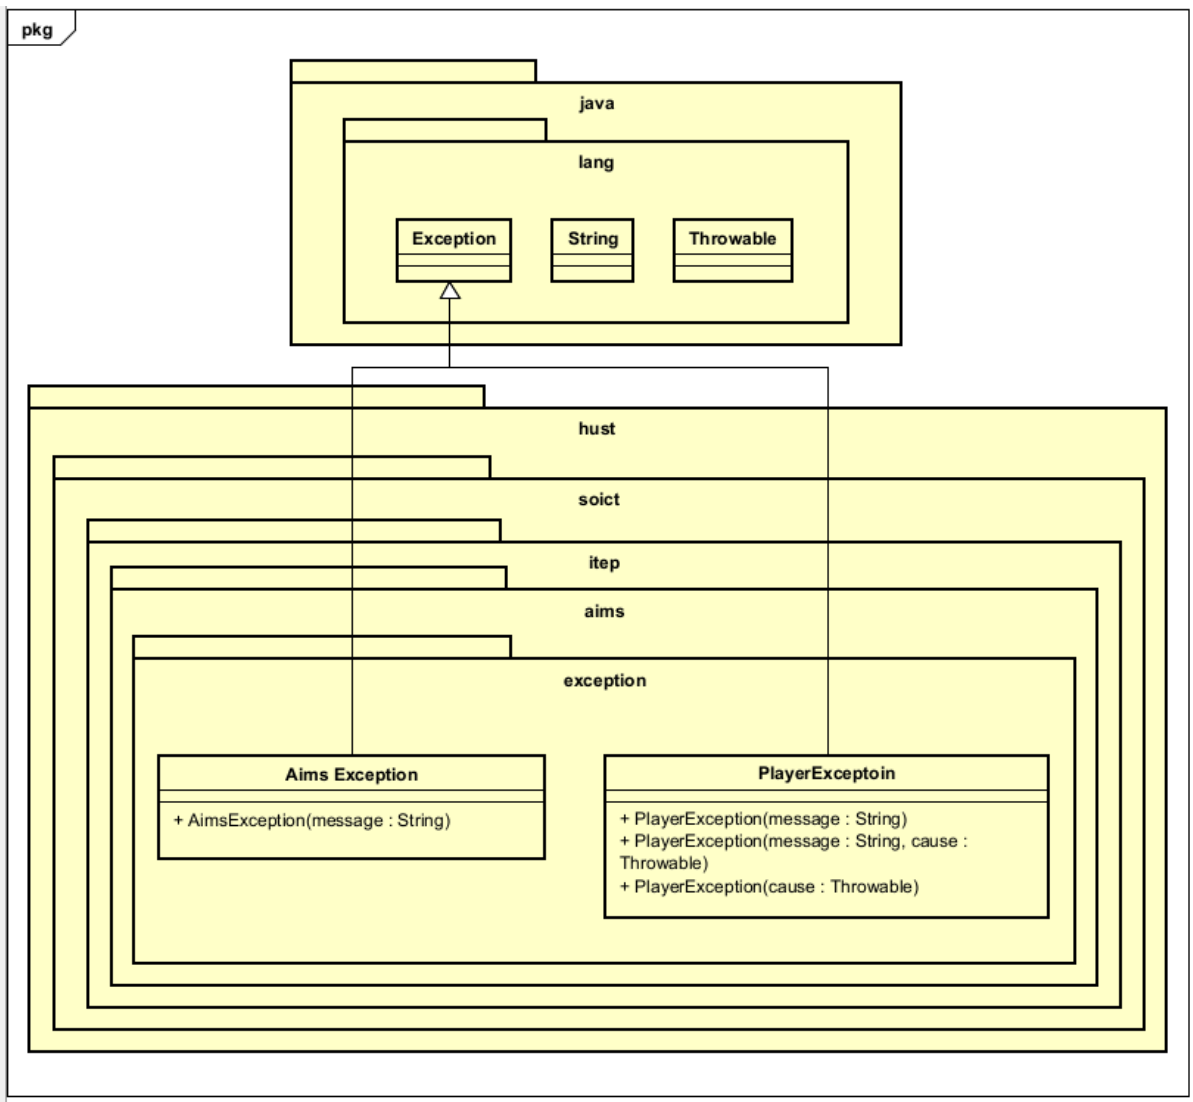 pkg
java
lang
Exception
String
Throwable
hust
soict
itep
aims
exception
Aims Exception
+ AimsException(message : String)
PlayerExceptoin
+ PlayerException(message : String)
+ PlayerException(message : String, cause :
Throwable)
+ PlayerException(cause : Throwable)